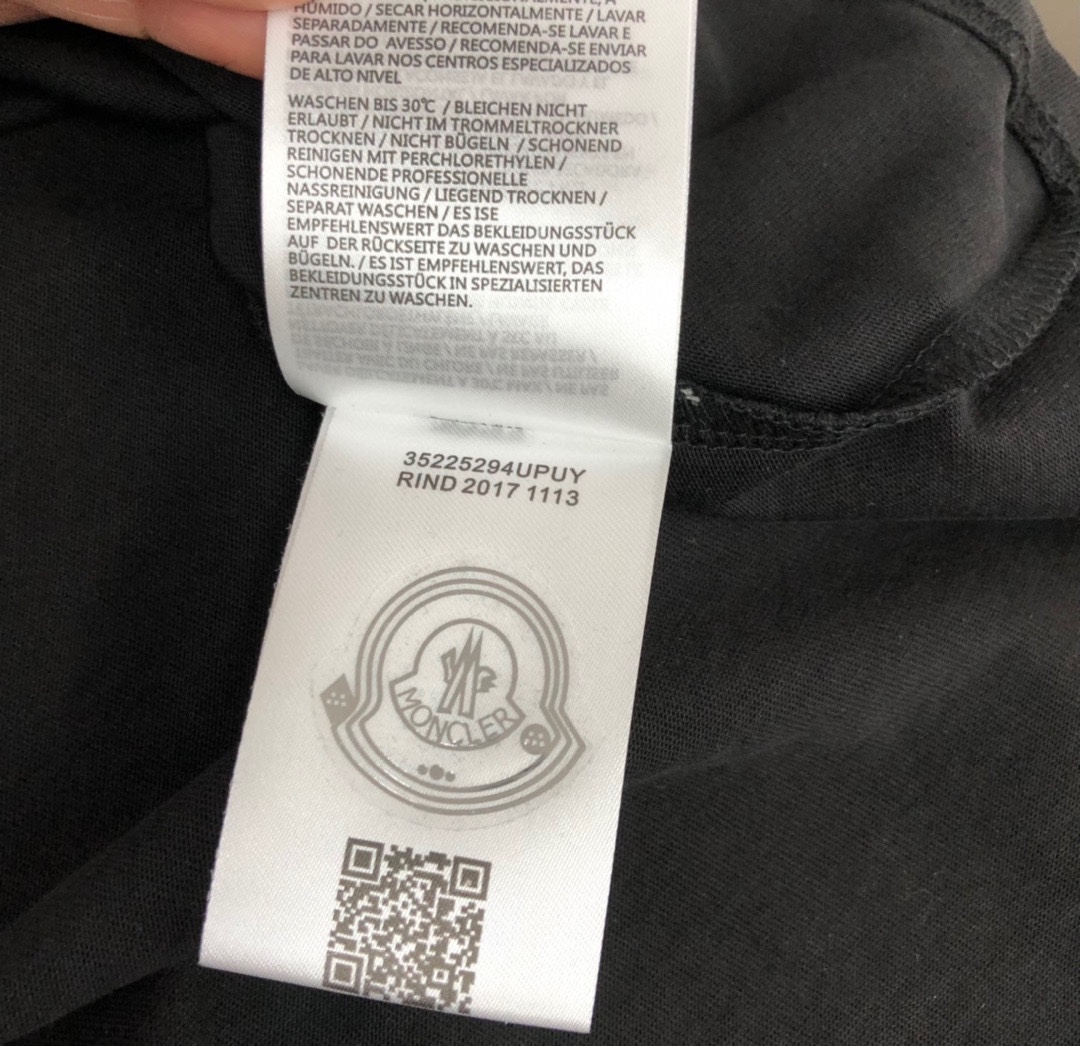 HÚMIDO / SECAR HORIZONTALMENTE / LAVAR
SEPARADAMENTE / RECOMENDA-SE LAVAR E
PASSAR DO AVESSO / RECOMENDA-SE ENVIAR
PARA LAVAR NOS CENTROS ESPECIALIZADOS
DE ALTO NIVEL
WASCHEN BIS 30℃ / BLEICHEN NICHT
ERLAUBT / NICHT IM TROMMELTROCKNER
TROCKNEN / NICHT BÜGELN / SCHONEND
REINIGEN MIT PERCHLORETHYLEN /
SCHONENDE PROFESSIONELLE
NASSREINIGUNG / LIEGEND TROCKNEN /
SEPARAT WASCHEN / ES ISE
EMPFEHLENSWERT DAS BEKLEIDUNGSSTÜCK
AUF DER RÜCKSEITE ZU WASCHEN UND
BÜGELN. / ES IST EMPFEHLENSWERT, DAS
BEKLEIDUNGSSTÜCK IN SPEZIALISIERTEN
ZENTREN ZU WASCHEN.
35225294UPUY
RIND 2017 1113
MONCLER